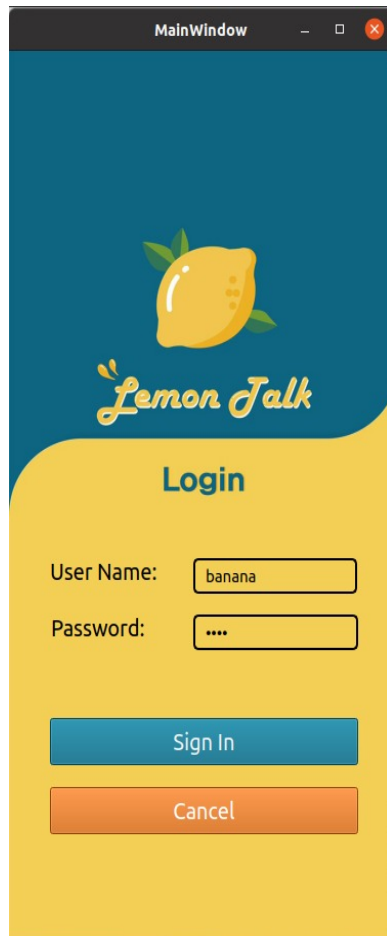 MainWindow
Lemon Talk
Login
User Name: banana
Password: ••••
Sign In
Cancel